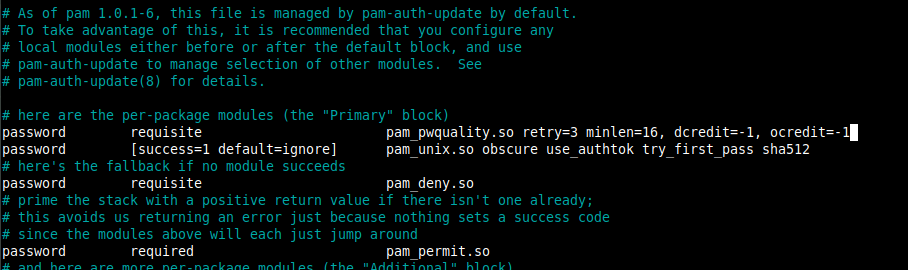 # As of pam 1.0.1-6, this file is managed by pam-auth-update by default.
# To take advantage of this, it is recommended that you configure any
# local modules either before or after the default block, and use
# pam-auth-update to manage selection of other modules.  See
# pam-auth-update(8) for details.
# here are the per-package modules (the "Primary" block)
password        requisite                       pam_pwquality.so retry=3 minlen=16, dcredit=-1, ocredit=-1
password        [success=1 default=ignore]      pam_unix.so obscure use_authtok try_first_pass sha512
# here's the fallback if no module succeeds
password        requisite                       pam_deny.so
# prime the stack with a positive return value if there isn't one already;
# this avoids us returning an error just because nothing sets a success code
# since the modules above will each just jump around
password        required                        pam_permit.so
# and here are more per-package modules (the "Additional" block)